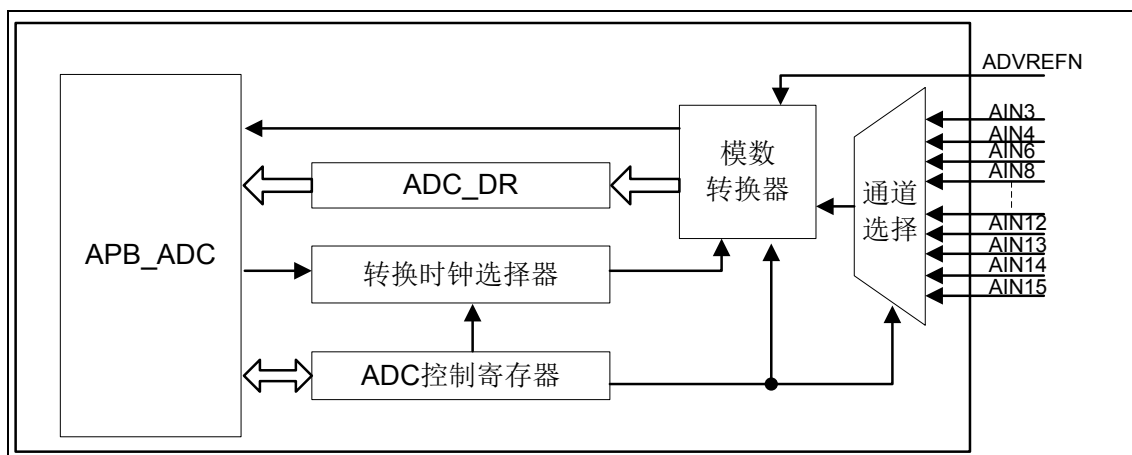 ADVREFN
AIN3
AIN4
AIN6
AIN8
AIN12
AIN13
AIN14
AIN15
模数
转换器
通道
选择
ADC_DR
APB_ADC
转换时钟选择器
ADC控制寄存器